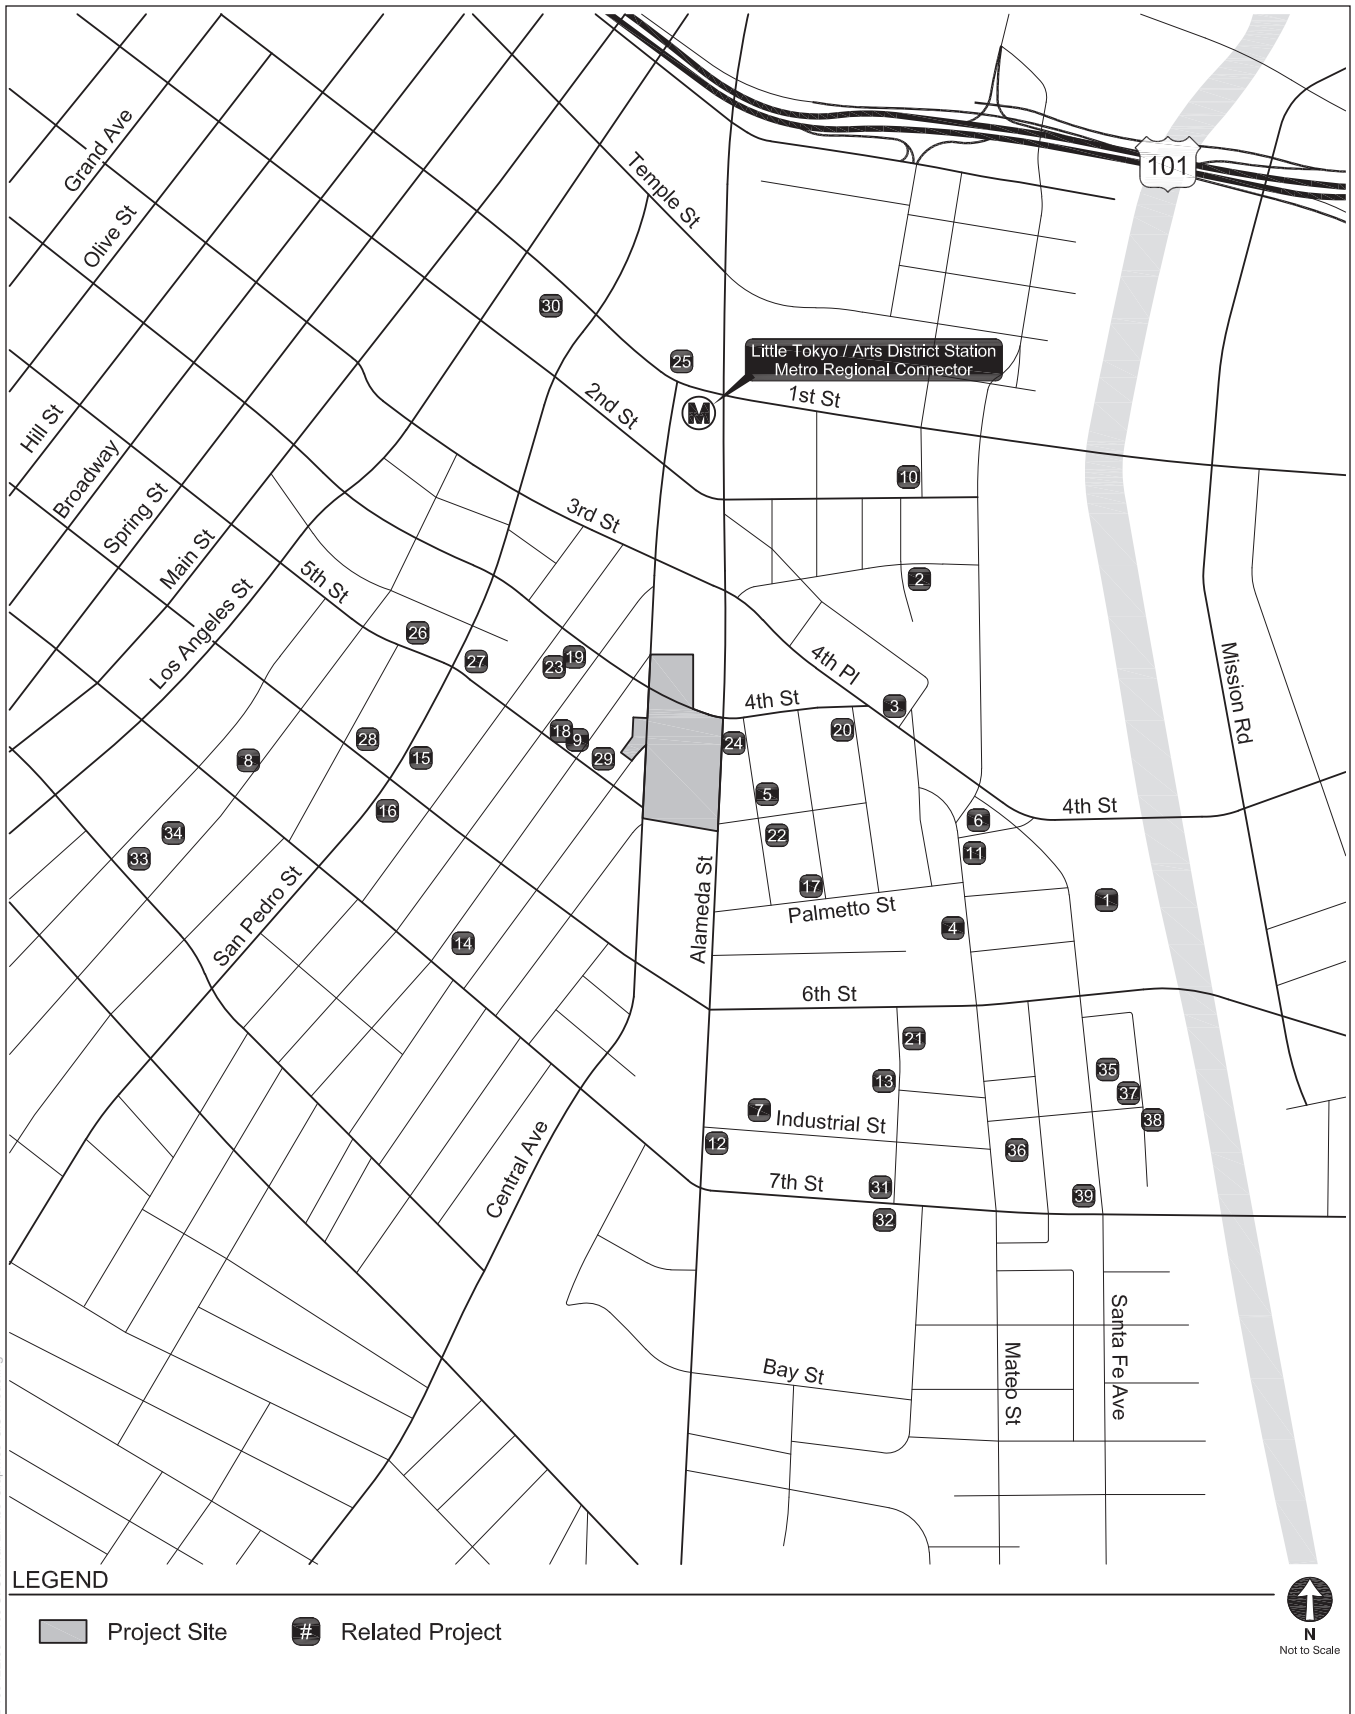 Grand Ave
Olive St
Hill St
Broadway
Spring St
Main St
Los Angeles St
Temple St
101
30
25
Little Tokyo / Arts District Station
Metro Regional Connector
M
1st St
2nd St
10
3rd St
2
5th St
26
27
23
19
4th Pl
Mission Rd
3
4th St
18
9
29
24
20
28
15
8
5
16
34
33
22
6
4th St
11
17
Palmetto St
Alameda St
1
4
San Pedro St
14
6th St
21
13
35
37
38
7
Industrial St
12
36
Central Ave
7th St
31
32
39
Santa Fe Ave
Mateo St
Bay St
LEGEND
Project Site
# Related Project
N
Not to Scale